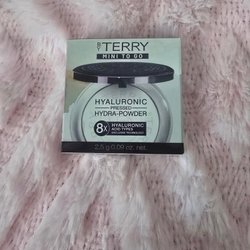 BY TERRY
MINI TO GO
HYALURONIC
PRESSED
HYDRA-POWDER
8X HYALURONIC
ACID TYPES
2.5 g 0.09 oz. net.